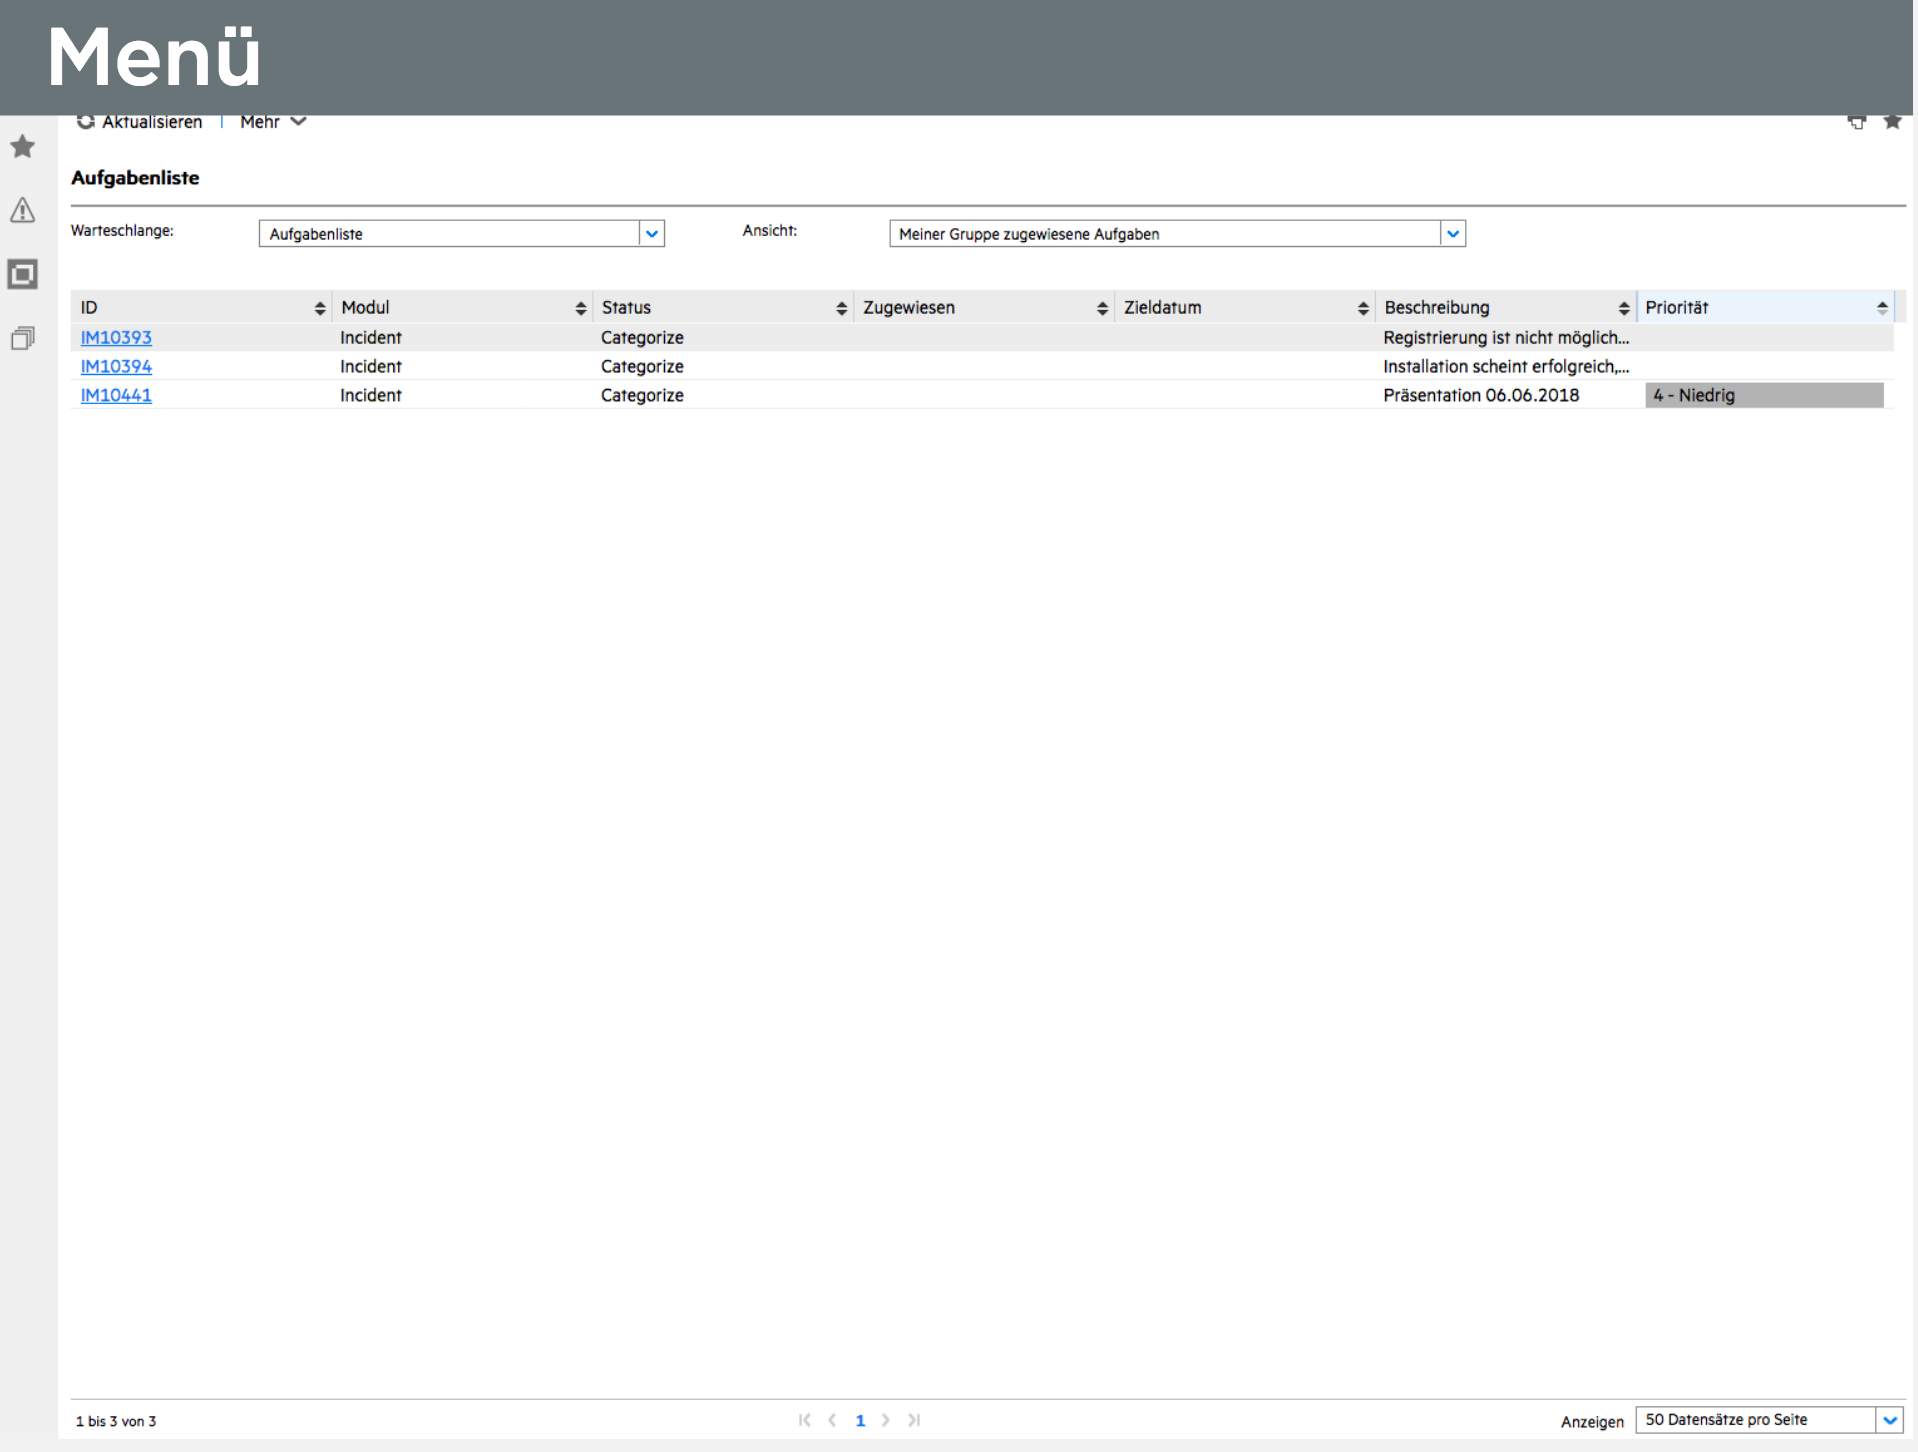 Menü
Aktualisieren | Mehr
Aufgabenliste
Warteschlange: Aufgabenliste Ansicht: Meiner Gruppe zugewiesene Aufgaben
ID Modul Status Zugewiesen Zieldatum Beschreibung Priorität
IM10393 Incident Categorize Registrierung ist nicht möglich...
IM10394 Incident Categorize Installation scheint erfolgreich,...
IM10441 Incident Categorize Präsentation 06.06.2018 4 - Niedrig
1 bis 3 von 3 1 Anzeigen 50 Datensätze pro Seite